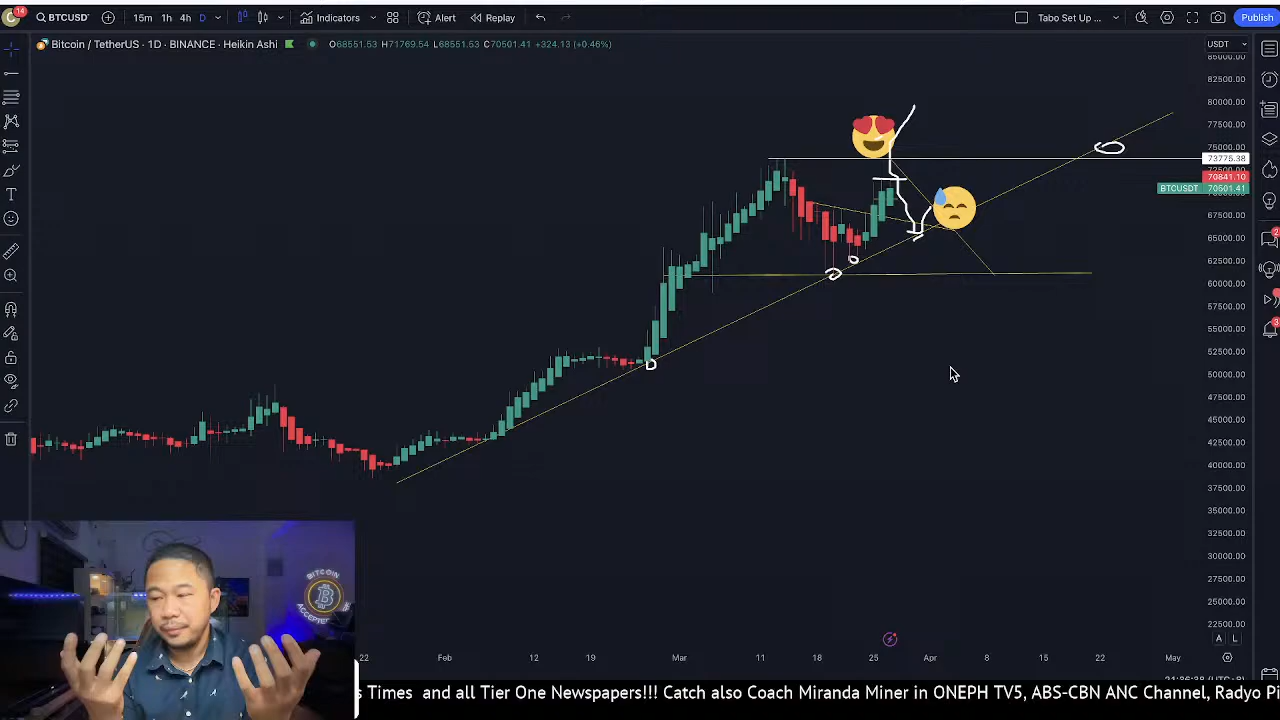 C 14 BTCUSD 15m 1h 4h D Indicators Alert Replay Tabo Set Up ... Publish
Bitcoin / TetherUS · 1D · BINANCE · Heikin Ashi O68551.53 H71769.54 L68551.53 C70501.41 +324.13 (+0.46%) USDT
85000.00
82500.00
80000.00
77500.00
75000.00
73775.38
70841.10
BTCUSDT 70501.41
67500.00
65000.00
62500.00
60000.00
57500.00
55000.00
52500.00
50000.00
47500.00
45000.00
42500.00
40000.00
37500.00
35000.00
32500.00
30000.00
27500.00
25000.00
22500.00
A L
22 Feb 12 19 Mar 11 18 25 Apr 8 15 22 May
BITCOIN
B
ACCEPTED
s Times and all Tier One Newspapers!!! Catch also Coach Miranda Miner in ONEPH TV5, ABS-CBN ANC Channel, Radyo Pi